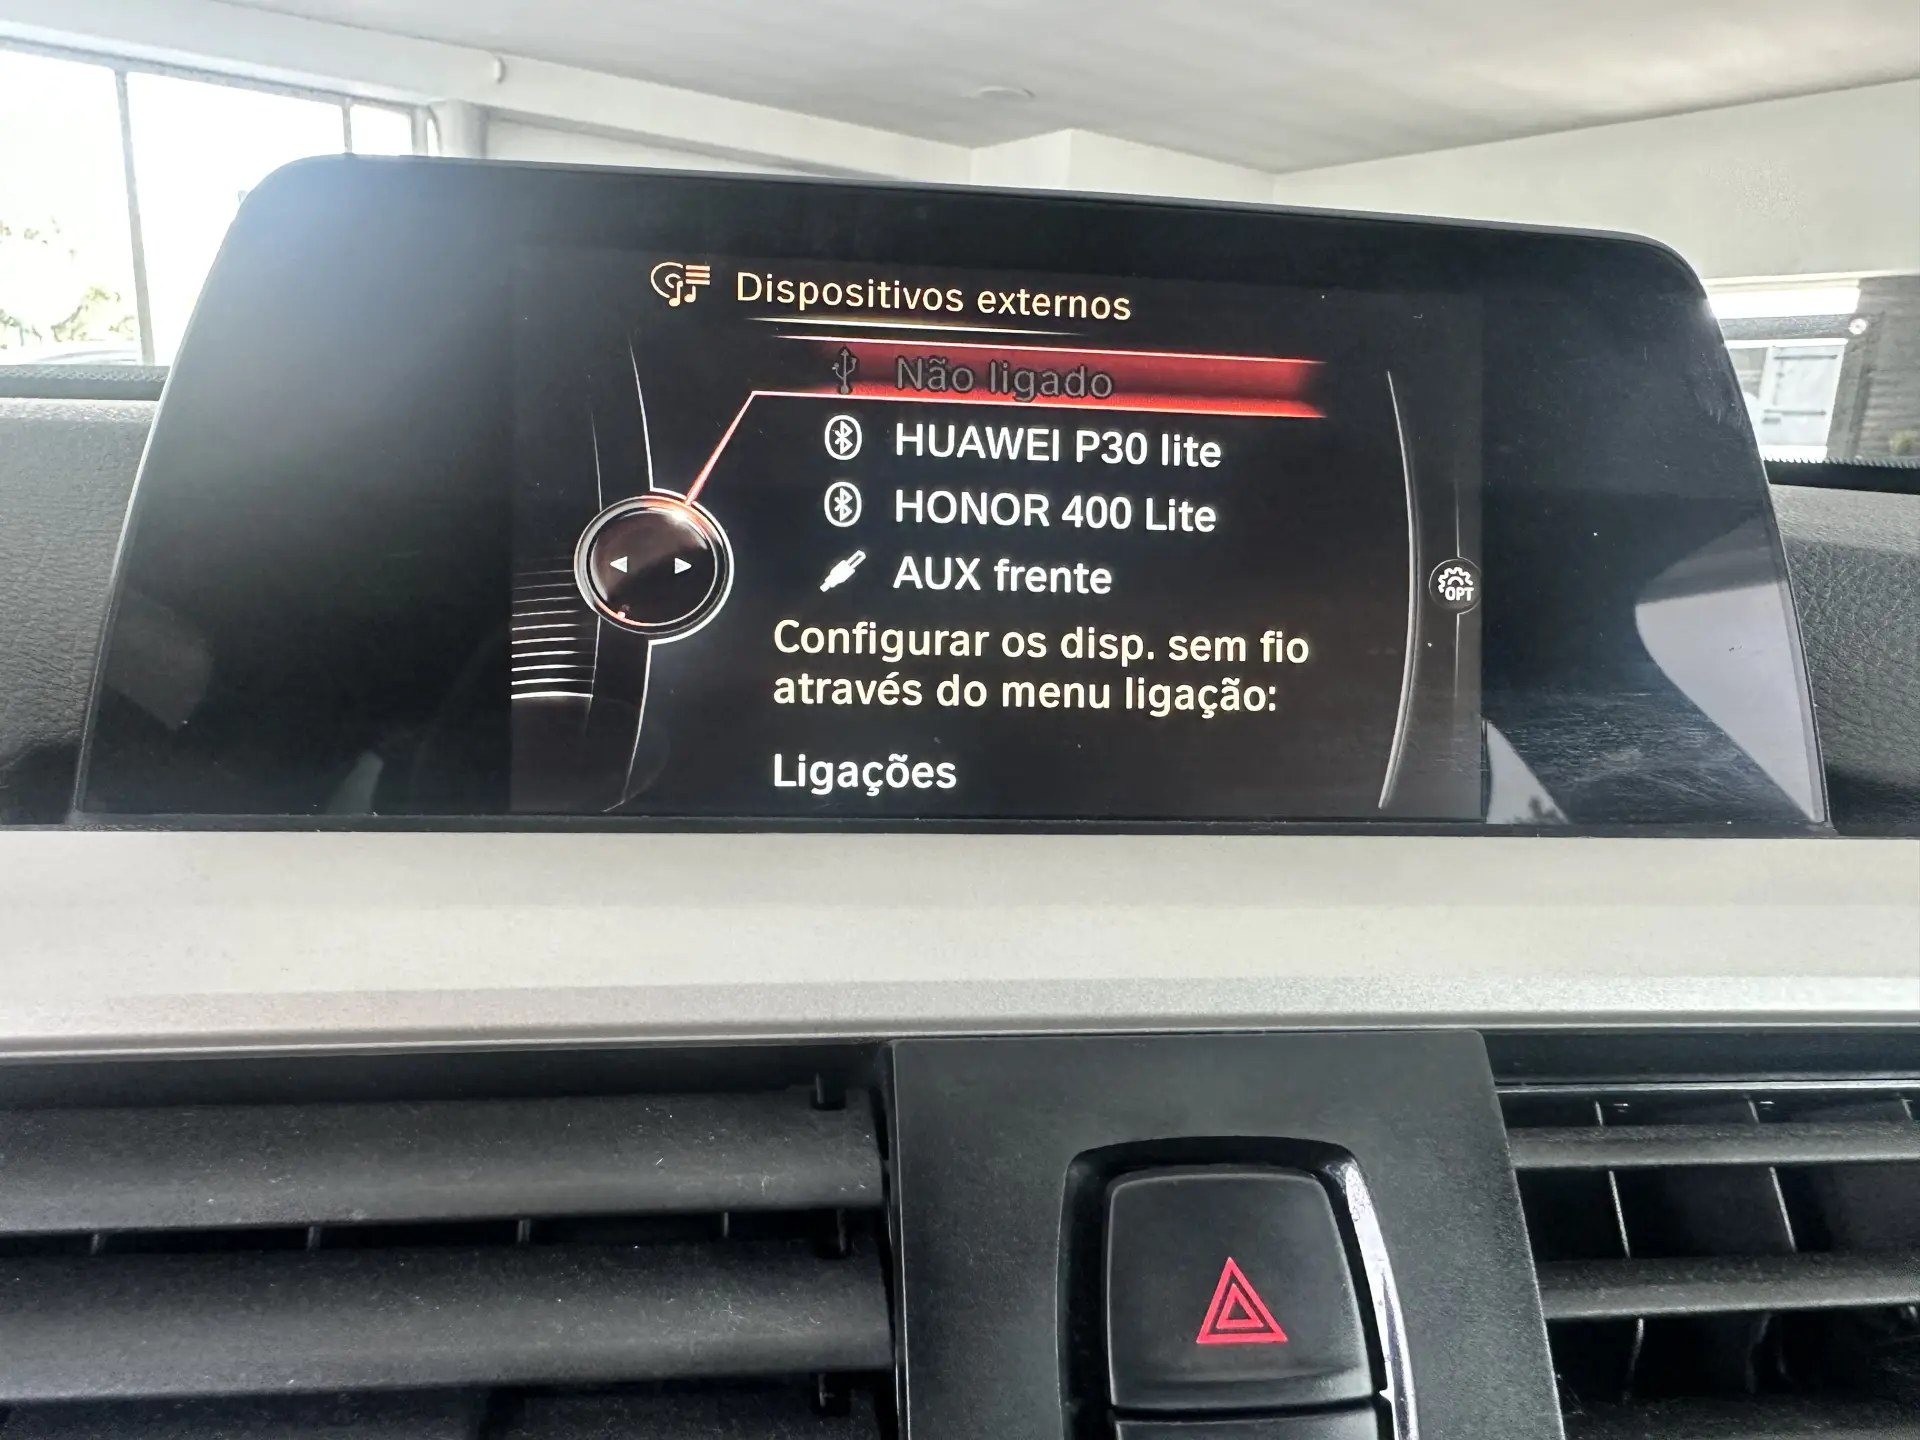 Dispositivos externos
Não ligado
HUAWEI P30 lite
HONOR 400 Lite
AUX frente
OPT
Configurar os disp. sem fio
através do menu ligação:
Ligações